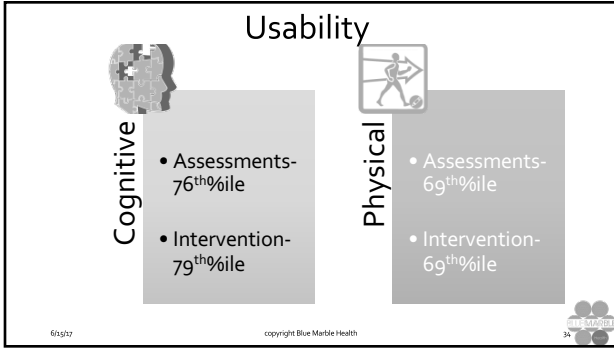 Usability
Cognitive
• Assessments-
76th%ile
• Intervention-
79th%ile
Physical
• Assessments-
69th%ile
• Intervention-
69th%ile
6/15/17
copyright Blue Marble Health
34
BLUEMARBLE